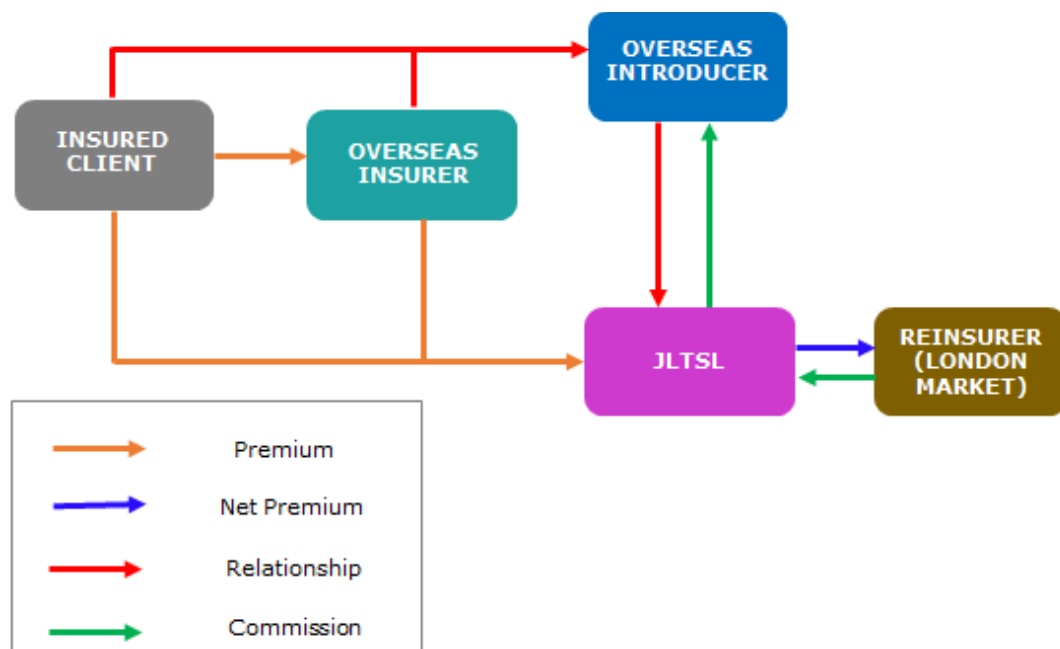 OVERSEAS
INTRODUCER
INSURED
CLIENT
OVERSEAS
INSURER
JLTSL
REINSURER
(LONDON
MARKET)
Premium
Net Premium
Relationship
Commission